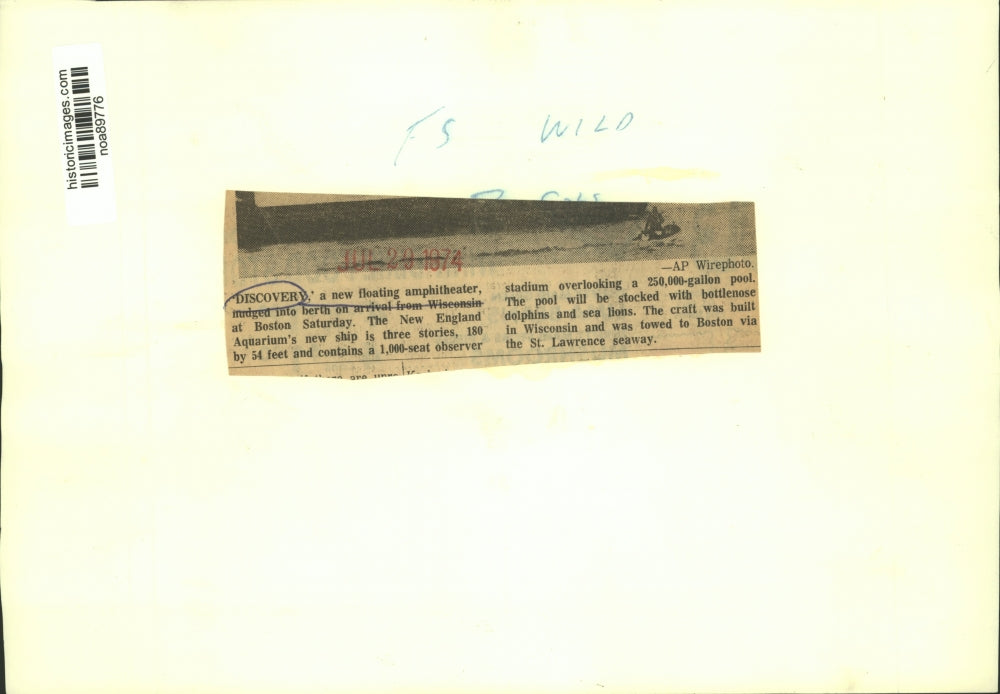 historicimages.com
noa89776
FS WILD
JUL 29 1974
—AP Wirephoto.
'DISCOVERY,' a new floating amphitheater,
nudged into berth on arrival from Wisconsin
at Boston Saturday. The New England
Aquarium's new ship is three stories, 180
by 54 feet and contains a 1,000-seat observer
stadium overlooking a 250,000-gallon pool.
The pool will be stocked with bottlenose
dolphins and sea lions. The craft was built
in Wisconsin and was towed to Boston via
the St. Lawrence seaway.
are